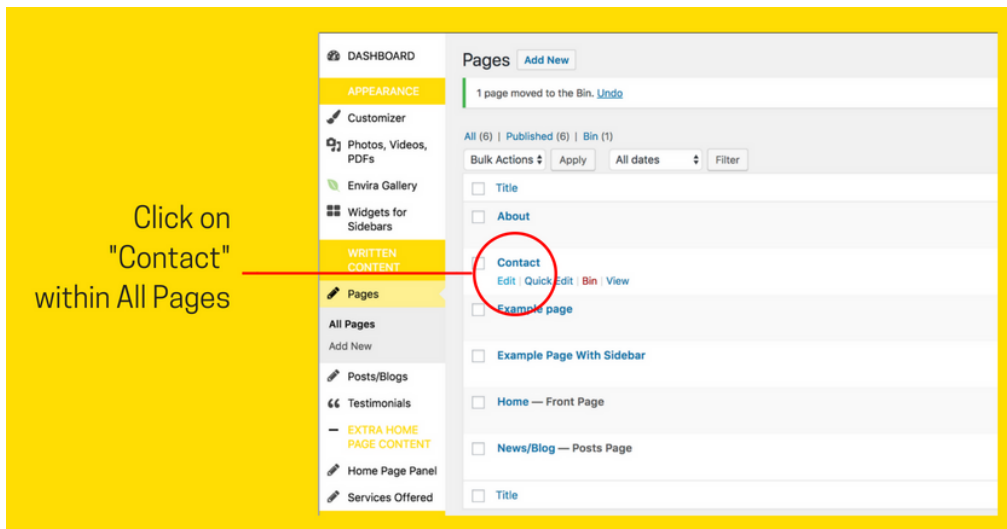 Click on
"Contact"
within All Pages
DASHBOARD
APPEARANCE
Customizer
Photos, Videos,
PDFs
Envira Gallery
Widgets for
Sidebars
WRITTEN
CONTENT
Pages
All Pages
Add New
Posts/Blogs
Testimonials
EXTRA HOME
PAGE CONTENT
Home Page Panel
Services Offered
Pages Add New
1 page moved to the Bin. Undo
All (6) | Published (6) | Bin (1)
Bulk Actions Apply All dates Filter
Title
About
Contact
Edit | Quick Edit | Bin | View
Example page
Example Page With Sidebar
Home — Front Page
News/Blog — Posts Page
Title